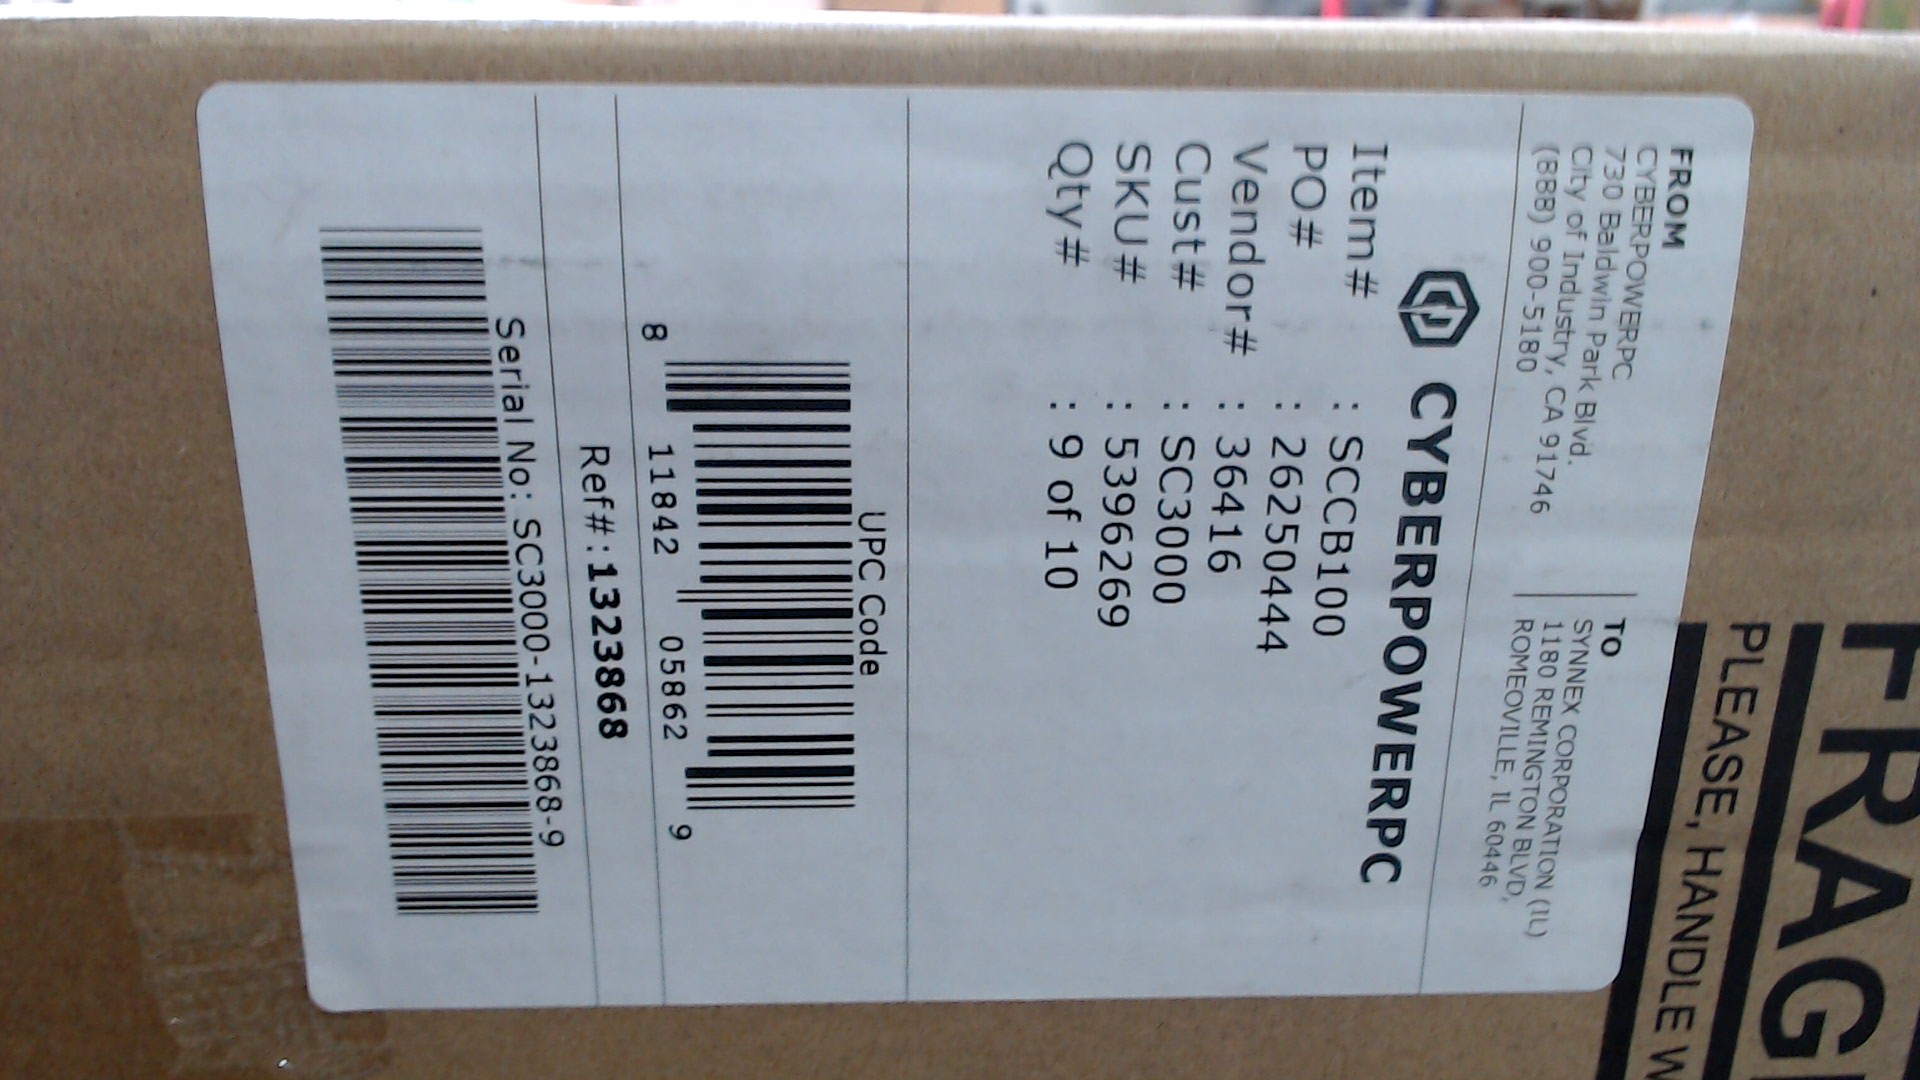 FROM
CYBERPOWERPC
730 Baldwin Park Blvd.
City of Industry, CA 91746
(888) 900-5180
TO
SYNNEX CORPORATION (IL)
1180 REMINGTON BLVD,
ROMEOVILLE, IL 60446
CYBERPOWERPC
Item# : SCCB100
PO# : 26250444
Vendor# : 36416
Cust# : SC3000
SKU# : 5396269
Qty# : 9 of 10
UPC Code
8 11842 05862 9
Ref#:1323868
Serial No: SC3000-1323868-9
FRAGI
PLEASE, HANDLE W